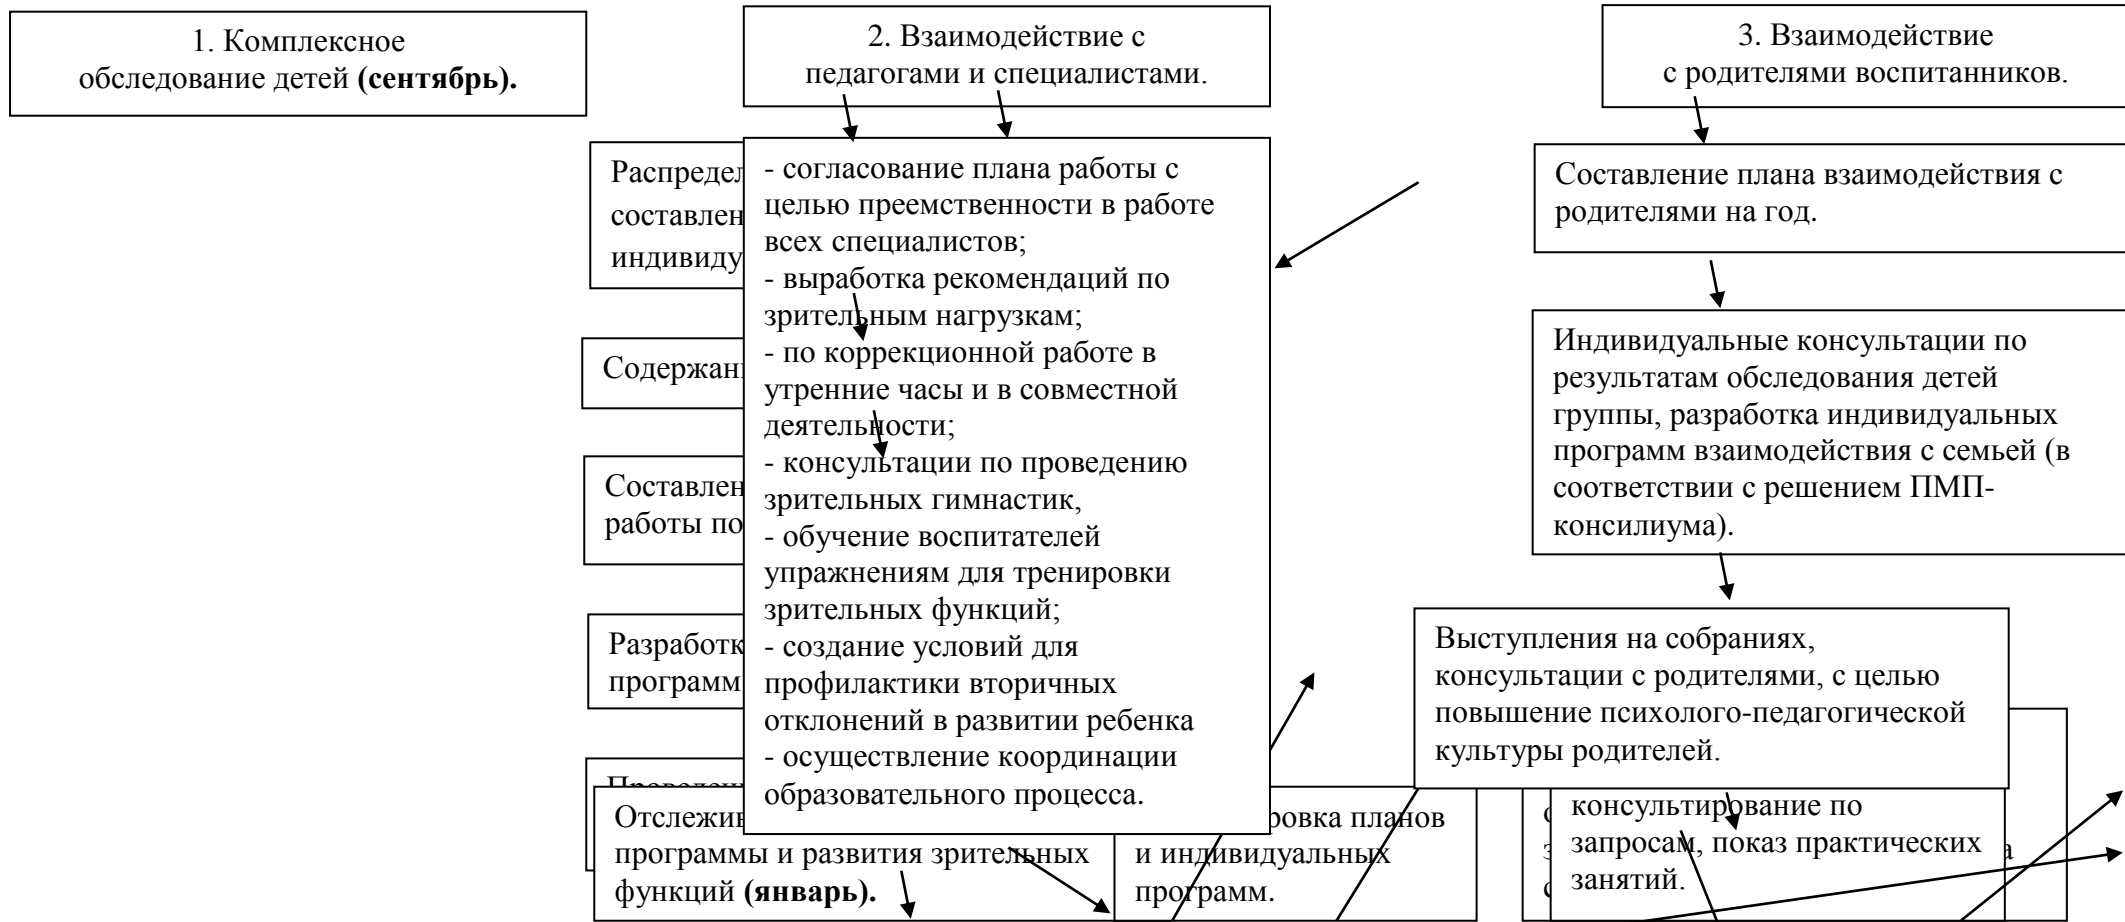 1. Комплексное
обследование детей (сентябрь).
2. Взаимодействие с
педагогами и специалистами.
3. Взаимодействие
с родителями воспитанников.
- согласование плана работы с
целью преемственности в работе
всех специалистов;
- выработка рекомендаций по
зрительным нагрузкам;
- по коррекционной работе в
утренние часы и в совместной
деятельности;
- консультации по проведению
зрительных гимнастик,
- обучение воспитателей
упражнениям для тренировки
зрительных функций;
- создание условий для
профилактики вторичных
отклонений в развитии ребенка
- осуществление координации
образовательного процесса.
работы по
программы и развития зрительных
функций (январь).
планов
и индивидуальных
программ.
Составление плана взаимодействия с
родителями на год.
Индивидуальные консультации по
результатам обследования детей
группы, разработка индивидуальных
программ взаимодействия с семьей (в
соответствии с решением ПМП-
консилиума).
Выступления на собраниях,
консультации с родителями, с целью
повышение психолого-педагогической
культуры родителей.
консультирование по
запросам, показ практических
занятий.